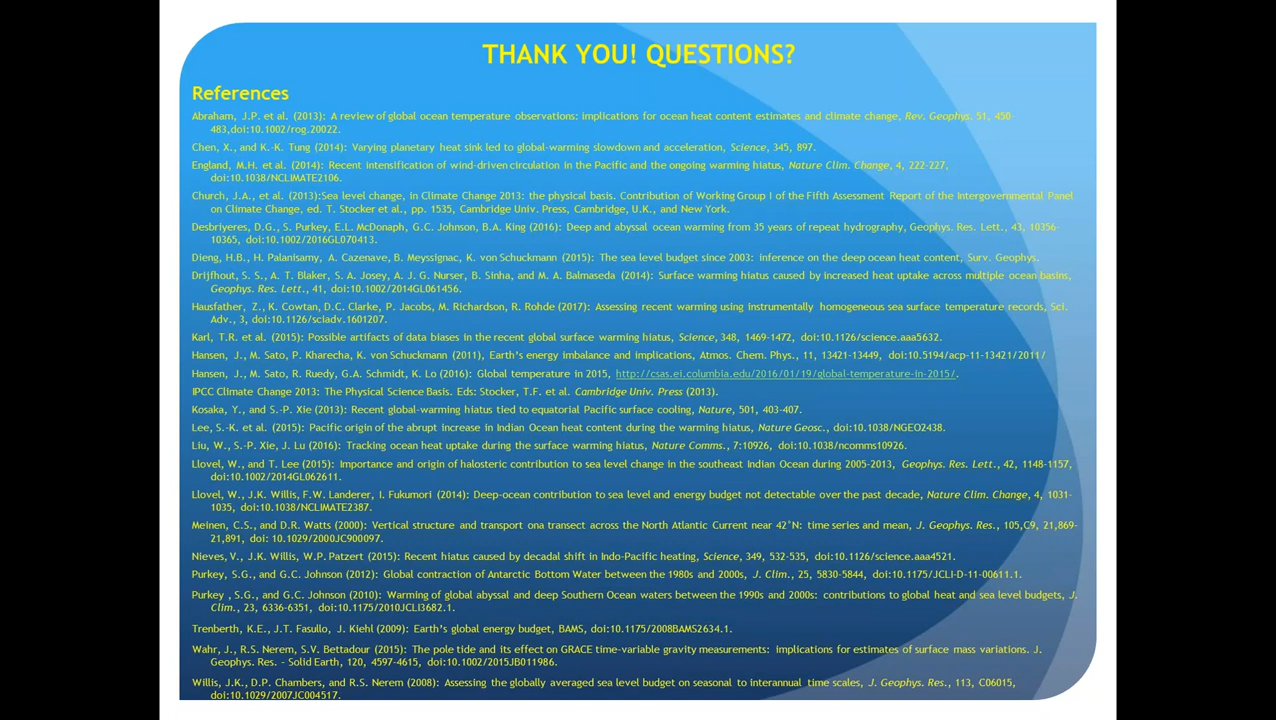 THANK YOU! QUESTIONS?
References
Abraham, J.P. et al. (2013): A review of global ocean temperature observations: implications for ocean heat content estimates and climate change, Rev. Geophys. 51, 450-
483,doi:10.1002/rog.20022.
Chen, X., and K.-K. Tung (2014): Varying planetary heat sink led to global-warming slowdown and acceleration, Science, 345, 897.
England, M.H. et al. (2014): Recent intensification of wind-driven circulation in the Pacific and the ongoing warming hiatus, Nature Clim. Change, 4, 222-227,
doi:10.1038/NCLIMATE2106.
Church, J.A., et al. (2013):Sea level change, in Climate Change 2013: the physical basis. Contribution of Working Group I of the Fifth Assessment Report of the Intergovernmental Panel
on Climate Change, ed. T. Stocker et al., pp. 1535, Cambridge Univ. Press, Cambridge, U.K., and New York.
Desbriyeres, D.G., S. Purkey, E.L. McDonaph, G.C. Johnson, B.A. King (2016): Deep and abyssal ocean warming from 35 years of repeat hydrography, Geophys. Res. Lett., 43, 10356-
10365, doi:10.1002/2016GL070413.
Dieng, H.B., H. Palanisamy, A. Cazenave, B. Meyssignac, K. von Schuckmann (2015): The sea level budget since 2003: inference on the deep ocean heat content, Surv. Geophys.
Drijfhout, S. S., A. T. Blaker, S. A. Josey, A. J. G. Nurser, B. Sinha, and M. A. Balmaseda (2014): Surface warming hiatus caused by increased heat uptake across multiple ocean basins,
Geophys. Res. Lett., 41, doi:10.1002/2014GL061456.
Hausfather, Z., K. Cowtan, D.C. Clarke, P. Jacobs, M. Richardson, R. Rohde (2017): Assessing recent warming using instrumentally homogeneous sea surface temperature records, Sci.
Adv., 3, doi:10.1126/sciadv.1601207.
Karl, T.R. et al. (2015): Possible artifacts of data biases in the recent global surface warming hiatus, Science, 348, 1469-1472, doi:10.1126/science.aaa5632.
Hansen, J., M. Sato, P. Kharecha, K. von Schuckmann (2011), Earth's energy imbalance and implications, Atmos. Chem. Phys., 11, 13421-13449, doi:10.5194/acp-11-13421/2011/
Hansen, J., M. Sato, R. Ruedy, G.A. Schmidt, K. Lo (2016): Global temperature in 2015, http://csas.ei.columbia.edu/2016/01/19/global-temperature-in-2015/.
IPCC Climate Change 2013: The Physical Science Basis. Eds: Stocker, T.F. et al. Cambridge Univ. Press (2013).
Kosaka, Y., and S.-P. Xie (2013): Recent global-warming hiatus tied to equatorial Pacific surface cooling, Nature, 501, 403-407.
Lee, S.-K. et al. (2015): Pacific origin of the abrupt increase in Indian Ocean heat content during the warming hiatus, Nature Geosc., doi:10.1038/NGEO2438.
Liu, W., S.-P. Xie, J. Lu (2016): Tracking ocean heat uptake during the surface warming hiatus, Nature Comms., 7:10926, doi:10.1038/ncomms10926.
Llovel, W., and T. Lee (2015): Importance and origin of halosteric contribution to sea level change in the southeast Indian Ocean during 2005-2013, Geophys. Res. Lett., 42, 1148-1157,
doi:10.1002/2014GL062611.
Llovel, W., J.K. Willis, F.W. Landerer, I. Fukumori (2014): Deep-ocean contribution to sea level and energy budget not detectable over the past decade, Nature Clim. Change, 4, 1031-
1035, doi:10.1038/NCLIMATE2387.
Meinen, C.S., and D.R. Watts (2000): Vertical structure and transport ona transect across the North Atlantic Current near 42°N: time series and mean, J. Geophys. Res., 105,C9, 21,869-
21,891, doi: 10.1029/2000JC900097.
Nieves,V., J.K. Willis, W.P. Patzert (2015): Recent hiatus caused by decadal shift in Indo-Pacific heating, Science, 349, 532-535, doi:10.1126/science.aaa4521.
Purkey, S.G., and G.C. Johnson (2012): Global contraction of Antarctic Bottom Water between the 1980s and 2000s, J. Clim., 25, 5830-5844, doi:10.1175/JCLI-D-11-00611.1.
Purkey , S.G., and G.C. Johnson (2010): Warming of global abyssal and deep Southern Ocean waters between the 1990s and 2000s: contributions to global heat and sea level budgets, J.
Clim., 23, 6336-6351, doi:10.1175/2010JCLI3682.1.
Trenberth, K.E., J.T. Fasullo, J. Kiehl (2009): Earth's global energy budget, BAMS, doi:10.1175/2008BAMS2634.1.
Wahr, J., R.S. Nerem, S.V. Bettadour (2015): The pole tide and its effect on GRACE time-variable gravity measurements: implications for estimates of surface mass variations. J.
Geophys. Res. – Solid Earth, 120, 4597-4615, doi:10.1002/2015JB011986.
Willis, J.K., D.P. Chambers, and R.S. Nerem (2008): Assessing the globally averaged sea level budget on seasonal to interannual time scales, J. Geophys. Res., 113, C06015,
doi:10.1029/2007JC004517.